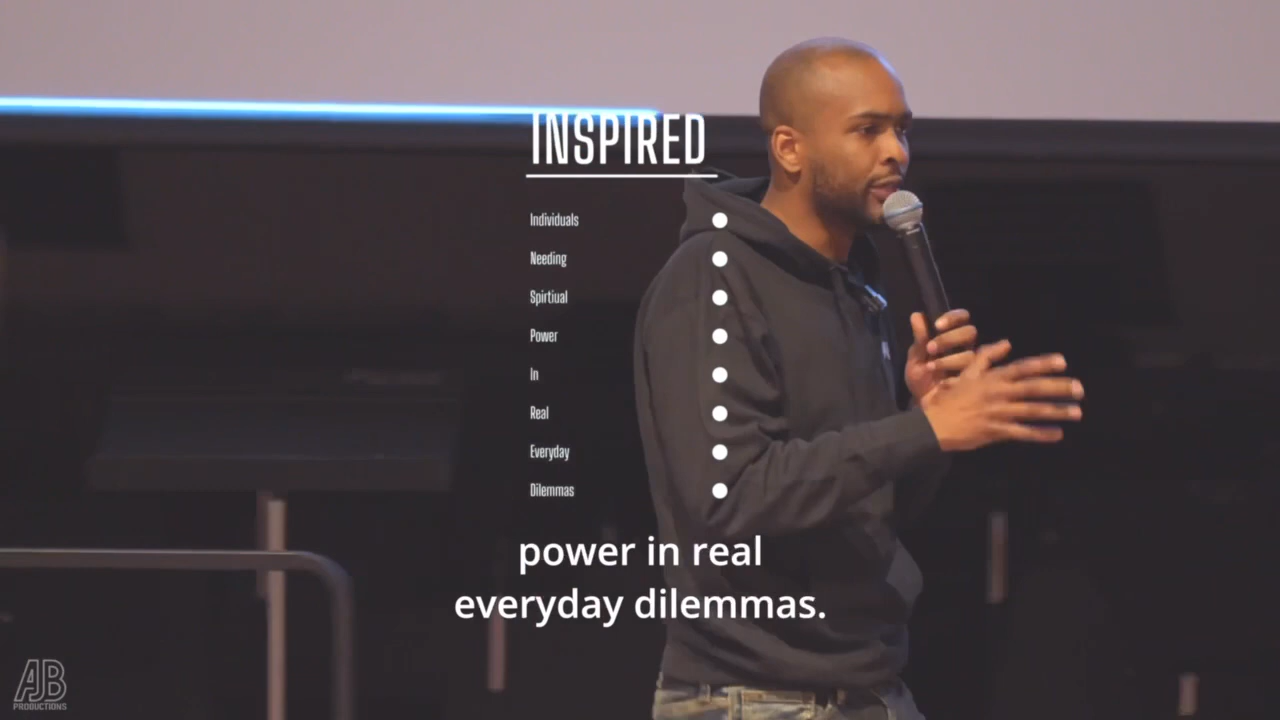 INSPIRED
Individuals
Needing
Spirtiual
Power
In
Real
Everyday
Dilemmas
power in real
everyday dilemmas.
AJB
PRODUCTIONS